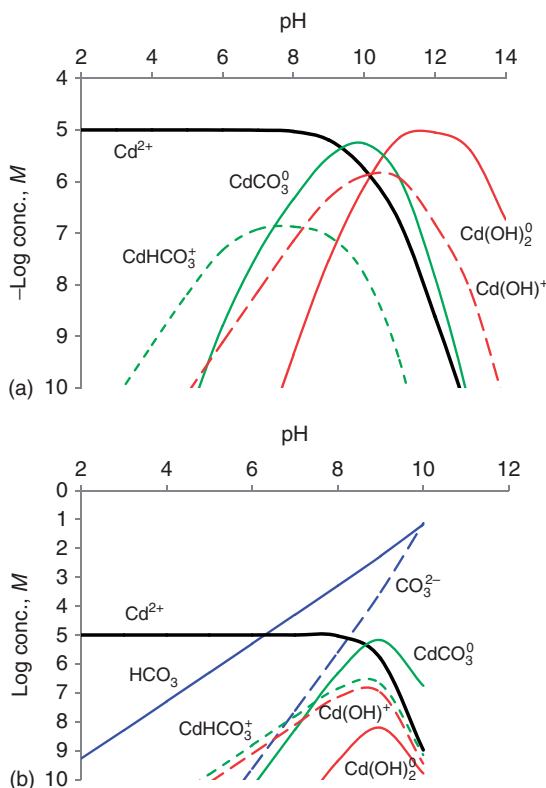 pH
2 4 6 8 10 12 14
4
5
6
7
8
9
10
–Log conc., M
Cd²⁺
CdCO₃⁰
CdHCO₃⁺
Cd(OH)₂⁰
Cd(OH)⁺
(a)
pH
2 4 6 8 10 12
0
1
2
3
4
5
6
7
8
9
10
Log conc., M
CO₃²⁻
Cd²⁺
HCO₃
CdCO₃⁰
CdHCO₃⁺
Cd(OH)⁺
Cd(OH)₂⁰
(b)